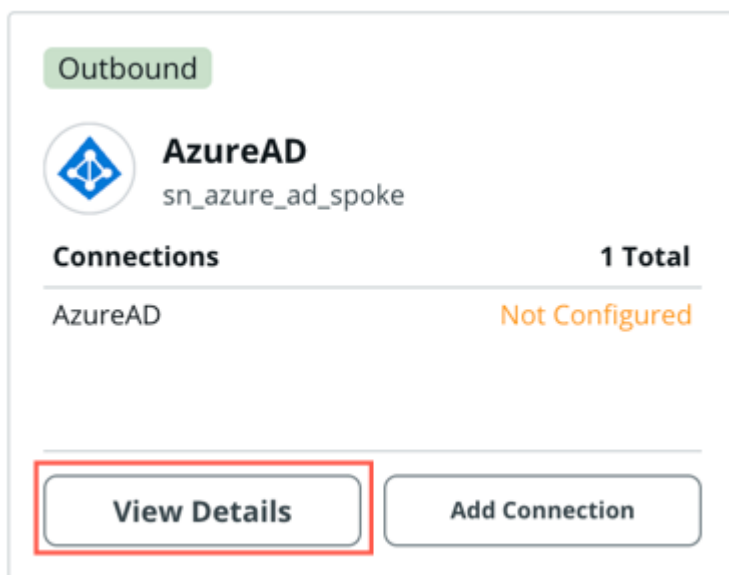 Outbound
AzureAD
sn_azure_ad_spoke
Connections 1 Total
AzureAD Not Configured
View Details Add Connection